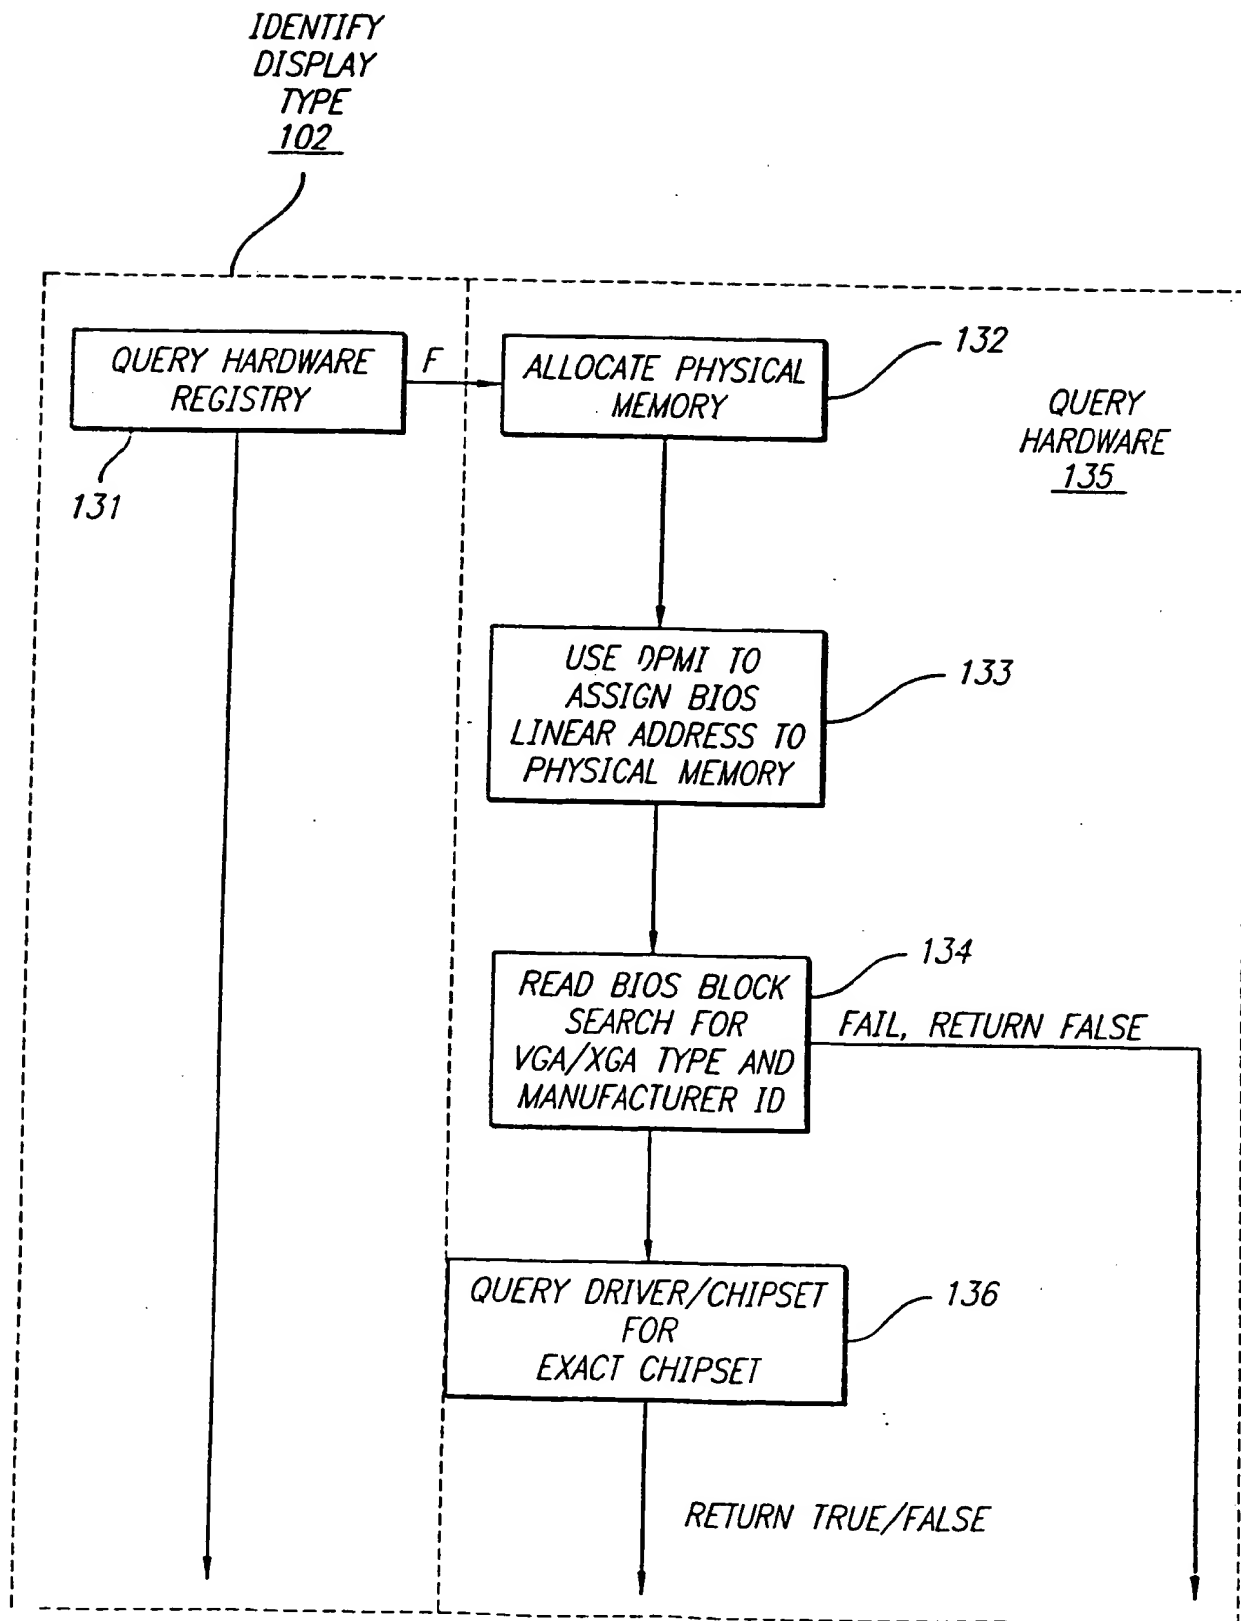 IDENTIFY
DISPLAY
TYPE
102
QUERY HARDWARE
REGISTRY
131
F
ALLOCATE PHYSICAL
MEMORY
132
QUERY
HARDWARE
135
USE DPMI TO
ASSIGN BIOS
LINEAR ADDRESS TO
PHYSICAL MEMORY
133
READ BIOS BLOCK
SEARCH FOR
VGA/XGA TYPE AND
MANUFACTURER ID
134
FAIL, RETURN FALSE
QUERY DRIVER/CHIPSET
FOR
EXACT CHIPSET
136
RETURN TRUE/FALSE